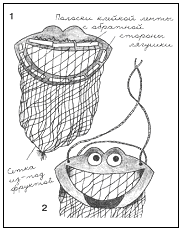 1
Полоски клейкой ленты
с обратной
стороны
лягушки
Сетка
из-под
фруктов
2